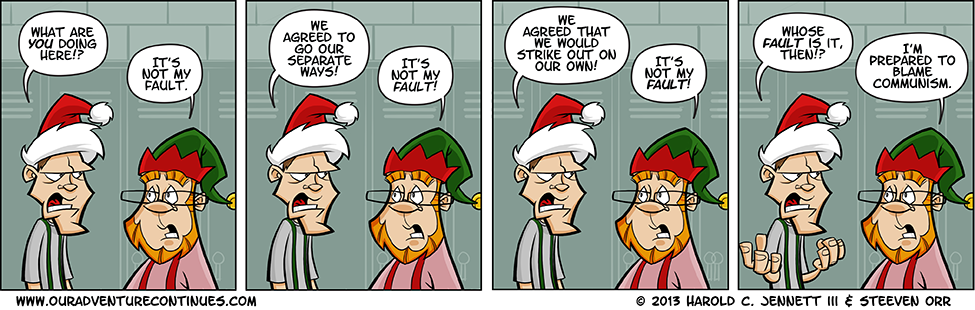 WHAT ARE
YOU DOING
HERE!?
IT'S
NOT MY
FAULT.
WE
AGREED TO
GO OUR
SEPARATE
WAYS!
IT'S
NOT MY
FAULT!
WE
AGREED THAT
WE WOULD
STRIKE OUT ON
OUR OWN!
IT'S
NOT MY
FAULT!
WHOSE
FAULT IS IT,
THEN!?
I'M
PREPARED TO
BLAME
COMMUNISM.
WWW.OURADVENTURECONTINUES.COM
© 2013 HAROLD C. JENNETT III & STEEVEN ORR